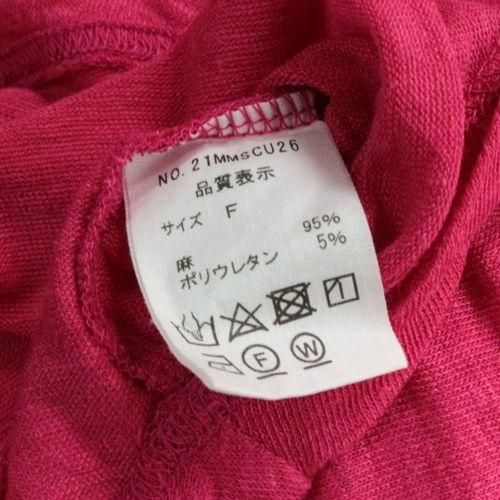 NO. 21MMSCU26
品質表示
サイズ F
麻 95%
ポリウレタン 5%
F W